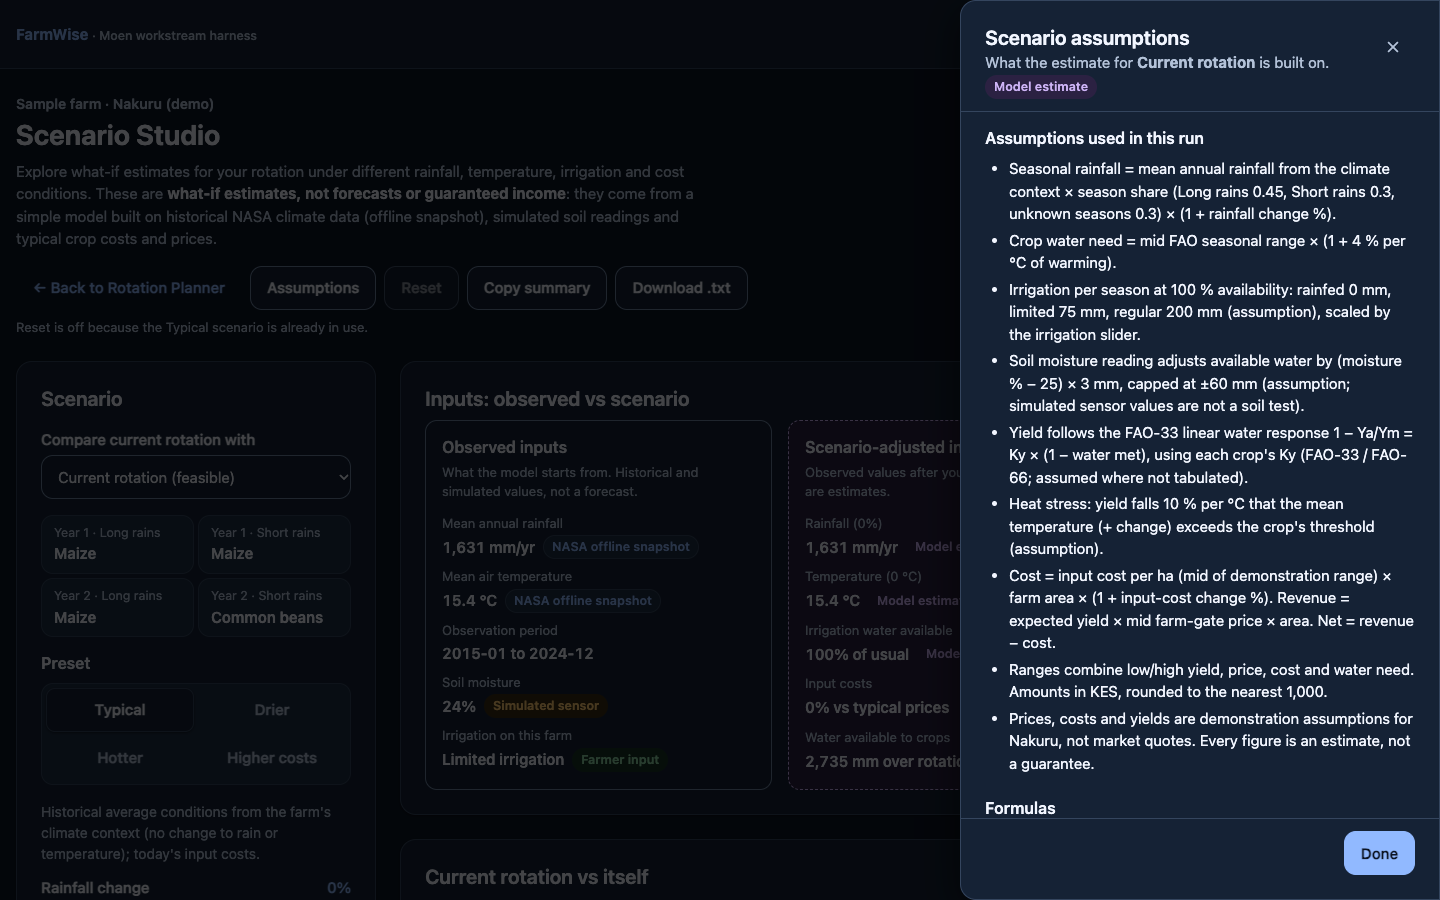 FarmWise · Moen workstream harness
Sample farm · Nakuru (demo)
Scenario Studio
Explore what-if estimates for your rotation under different rainfall, temperature, irrigation and cost
conditions. These are what-if estimates, not forecasts or guaranteed income: they come from a
simple model built on historical NASA climate data (offline snapshot), simulated soil readings and
typical crop costs and prices.
← Back to Rotation Planner
Assumptions
Reset
Copy summary
Download .txt
Reset is off because the Typical scenario is already in use.
Scenario
Compare current rotation with
Current rotation (feasible)
Year 1 · Long rains
Maize
Year 1 · Short rains
Maize
Year 2 · Long rains
Maize
Year 2 · Short rains
Common beans
Preset
Typical
Drier
Hotter
Higher costs
Historical average conditions from the farm's
climate context (no change to rain or
temperature); today's input costs.
Rainfall change 0%
Inputs: observed vs scenario
Observed inputs
What the model starts from. Historical and
simulated values, not a forecast.
Mean annual rainfall
1,631 mm/yr NASA offline snapshot
Mean air temperature
15.4 °C NASA offline snapshot
Observation period
2015-01 to 2024-12
Soil moisture
24% Simulated sensor
Irrigation on this farm
Limited irrigation Farmer input
Scenario-adjusted in
Observed values after you
are estimates.
Rainfall (0%)
1,631 mm/yr Model e
Temperature (0 °C)
15.4 °C Model estima
Irrigation water available
100% of usual Mode
Input costs
0% vs typical prices
Water available to crops
2,735 mm over rotatio
Current rotation vs itself
Scenario assumptions
What the estimate for Current rotation is built on.
Model estimate
×
Assumptions used in this run
• Seasonal rainfall = mean annual rainfall from the climate
context × season share (Long rains 0.45, Short rains 0.3,
unknown seasons 0.3) × (1 + rainfall change %).
• Crop water need = mid FAO seasonal range × (1 + 4 % per
°C of warming).
• Irrigation per season at 100 % availability: rainfed 0 mm,
limited 75 mm, regular 200 mm (assumption), scaled by
the irrigation slider.
• Soil moisture reading adjusts available water by (moisture
% − 25) × 3 mm, capped at ±60 mm (assumption;
simulated sensor values are not a soil test).
• Yield follows the FAO-33 linear water response 1 − Ya/Ym =
Ky × (1 − water met), using each crop's Ky (FAO-33 / FAO-
66; assumed where not tabulated).
• Heat stress: yield falls 10 % per °C that the mean
temperature (+ change) exceeds the crop's threshold
(assumption).
• Cost = input cost per ha (mid of demonstration range) ×
farm area × (1 + input-cost change %). Revenue =
expected yield × mid farm-gate price × area. Net = revenue
− cost.
• Ranges combine low/high yield, price, cost and water need.
Amounts in KES, rounded to the nearest 1,000.
• Prices, costs and yields are demonstration assumptions for
Nakuru, not market quotes. Every figure is an estimate, not
a guarantee.
Formulas
Done